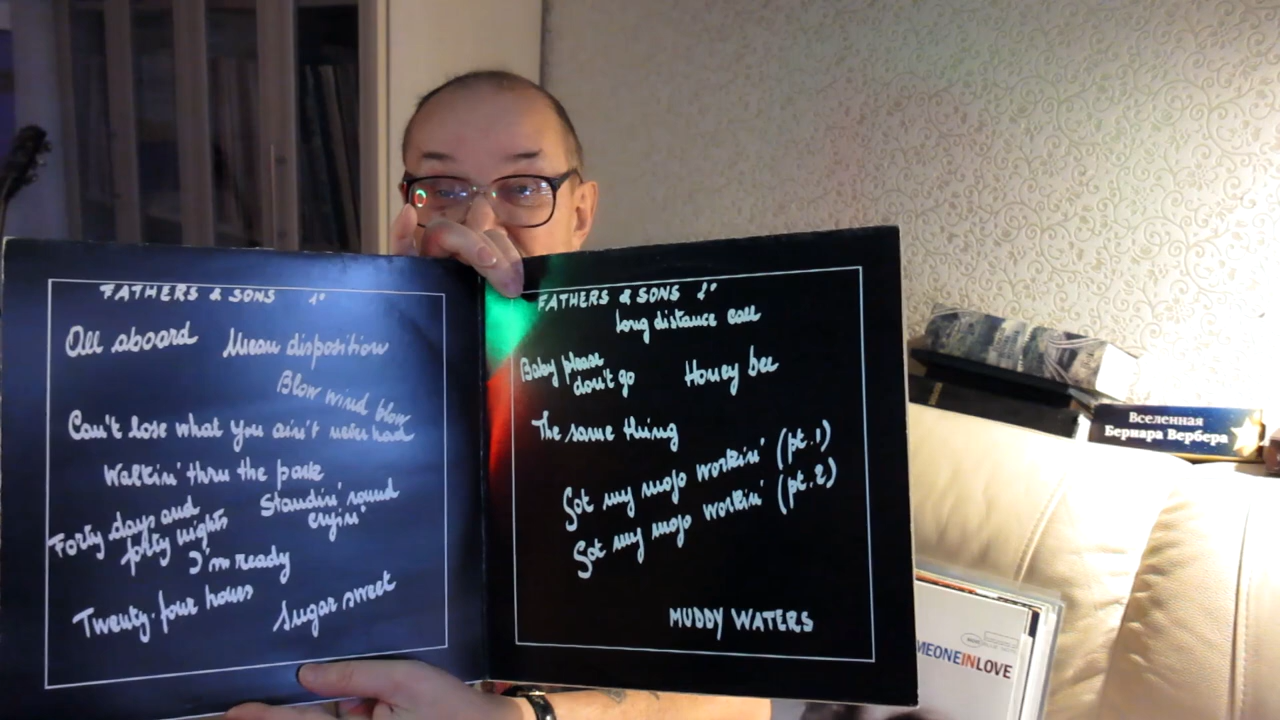 FATHERS & SONS 1°
All aboard
Mean disposition
Blow wind blow
Can't lose what you ain't never had
Walkin' thru the park
Forty days and
forty nights
Standin' round
cryin'
I'm ready
Twenty-four hours
Sugar sweet
FATHERS & SONS 2°
Long distance call
Baby please
don't go
Honey bee
The same thing
Got my mojo workin' (pt.1)
Got my mojo workin' (pt.2)
MUDDY WATERS
Вселенная
Бернара Вербера
MEONEINLOVE